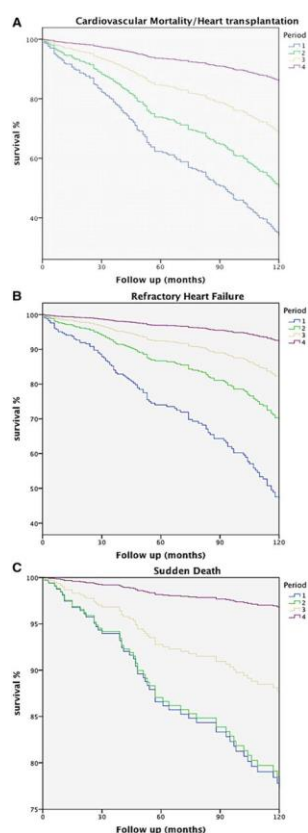 A
Cardiovascular Mortality/Heart transplantation
Period
1
2
3
4
100
80
60
40
survival %
0
30
60
90
120
Follow up (months)
B
Refractory Heart Failure
Period
1
2
3
4
100
90
80
70
60
50
40
survival %
0
30
60
90
120
Follow up (months)
C
Sudden Death
Period
1
2
3
4
100
95
90
85
80
75
survival %
0
30
60
90
120
Follow up (months)